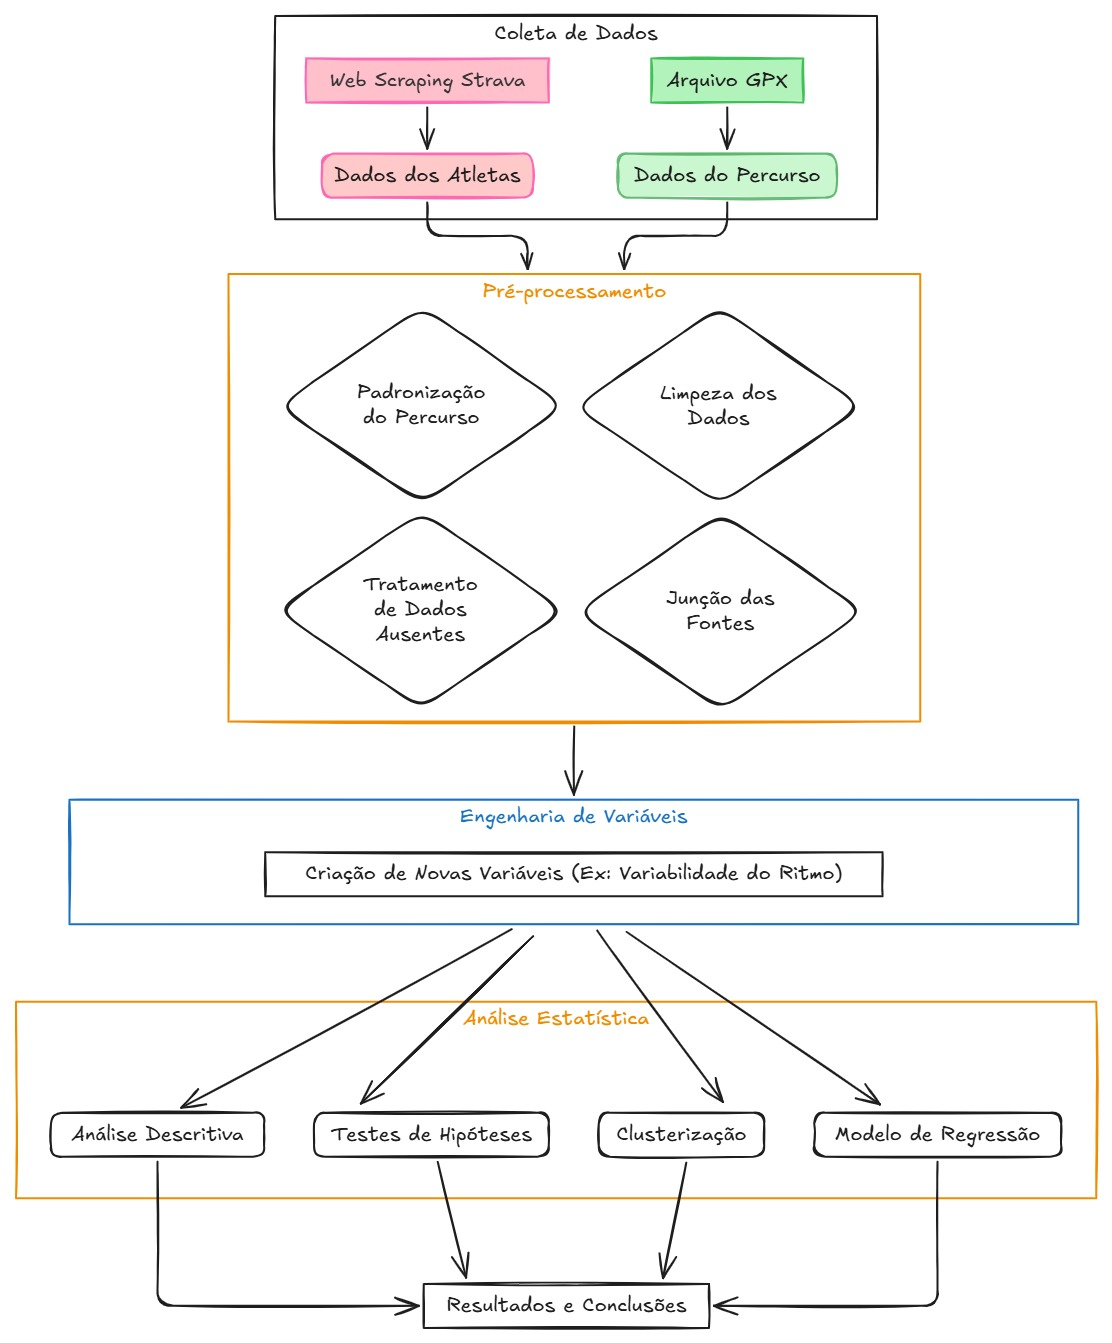 Coleta de Dados
Web Scraping Strava
Arquivo GPX
Dados dos Atletas
Dados do Percurso
Pré-processamento
Padronização
do Percurso
Limpeza dos
Dados
Tratamento
de Dados
Ausentes
Junção das
Fontes
Engenharia de Variáveis
Criação de Novas Variáveis (Ex: Variabilidade do Ritmo)
Análise Estatística
Análise Descritiva
Testes de Hipóteses
Clusterização
Modelo de Regressão
Resultados e Conclusões